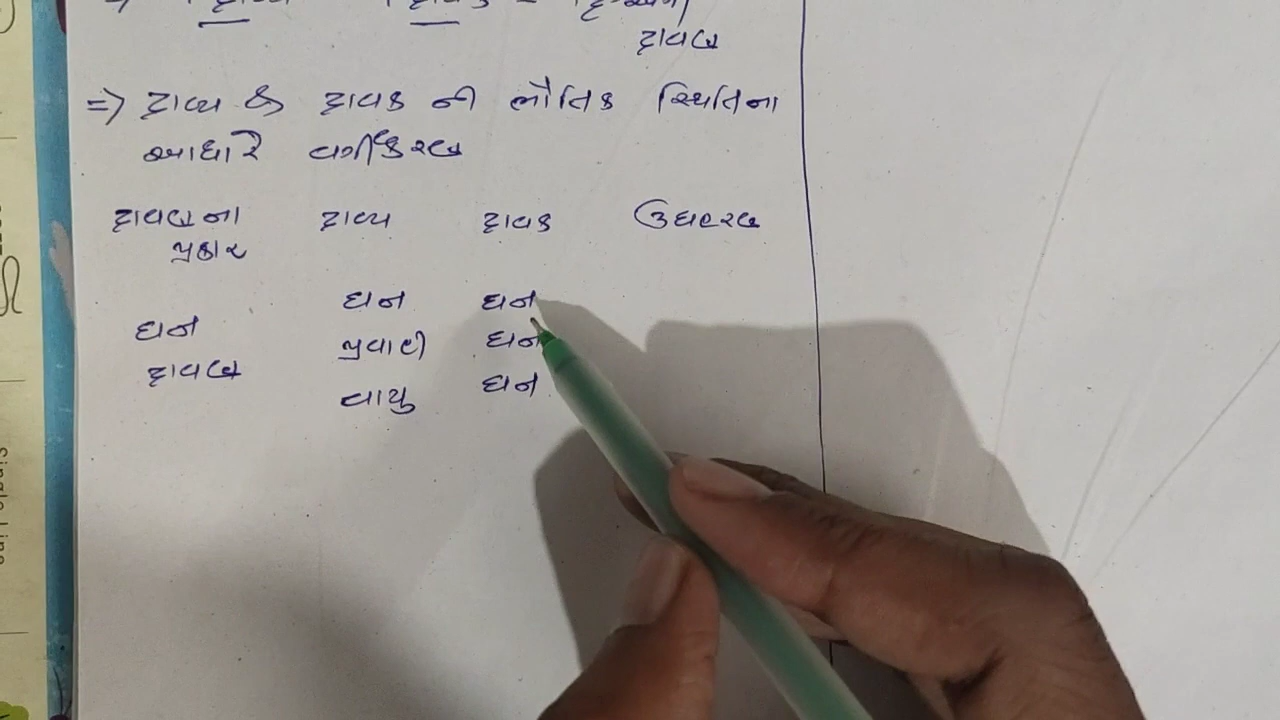 દ્રાવણ
=> દ્રાવ્ય કે દ્રાવક ની ભૌતિક સ્થિતિના
આધારે વર્ગીકરણ
દ્રાવણના પ્રકાર દ્રાવ્ય દ્રાવક ઉદાહરણ
ઘન દ્રાવણ
ઘન ઘન
પ્રવાહી ઘન
વાયુ ઘન